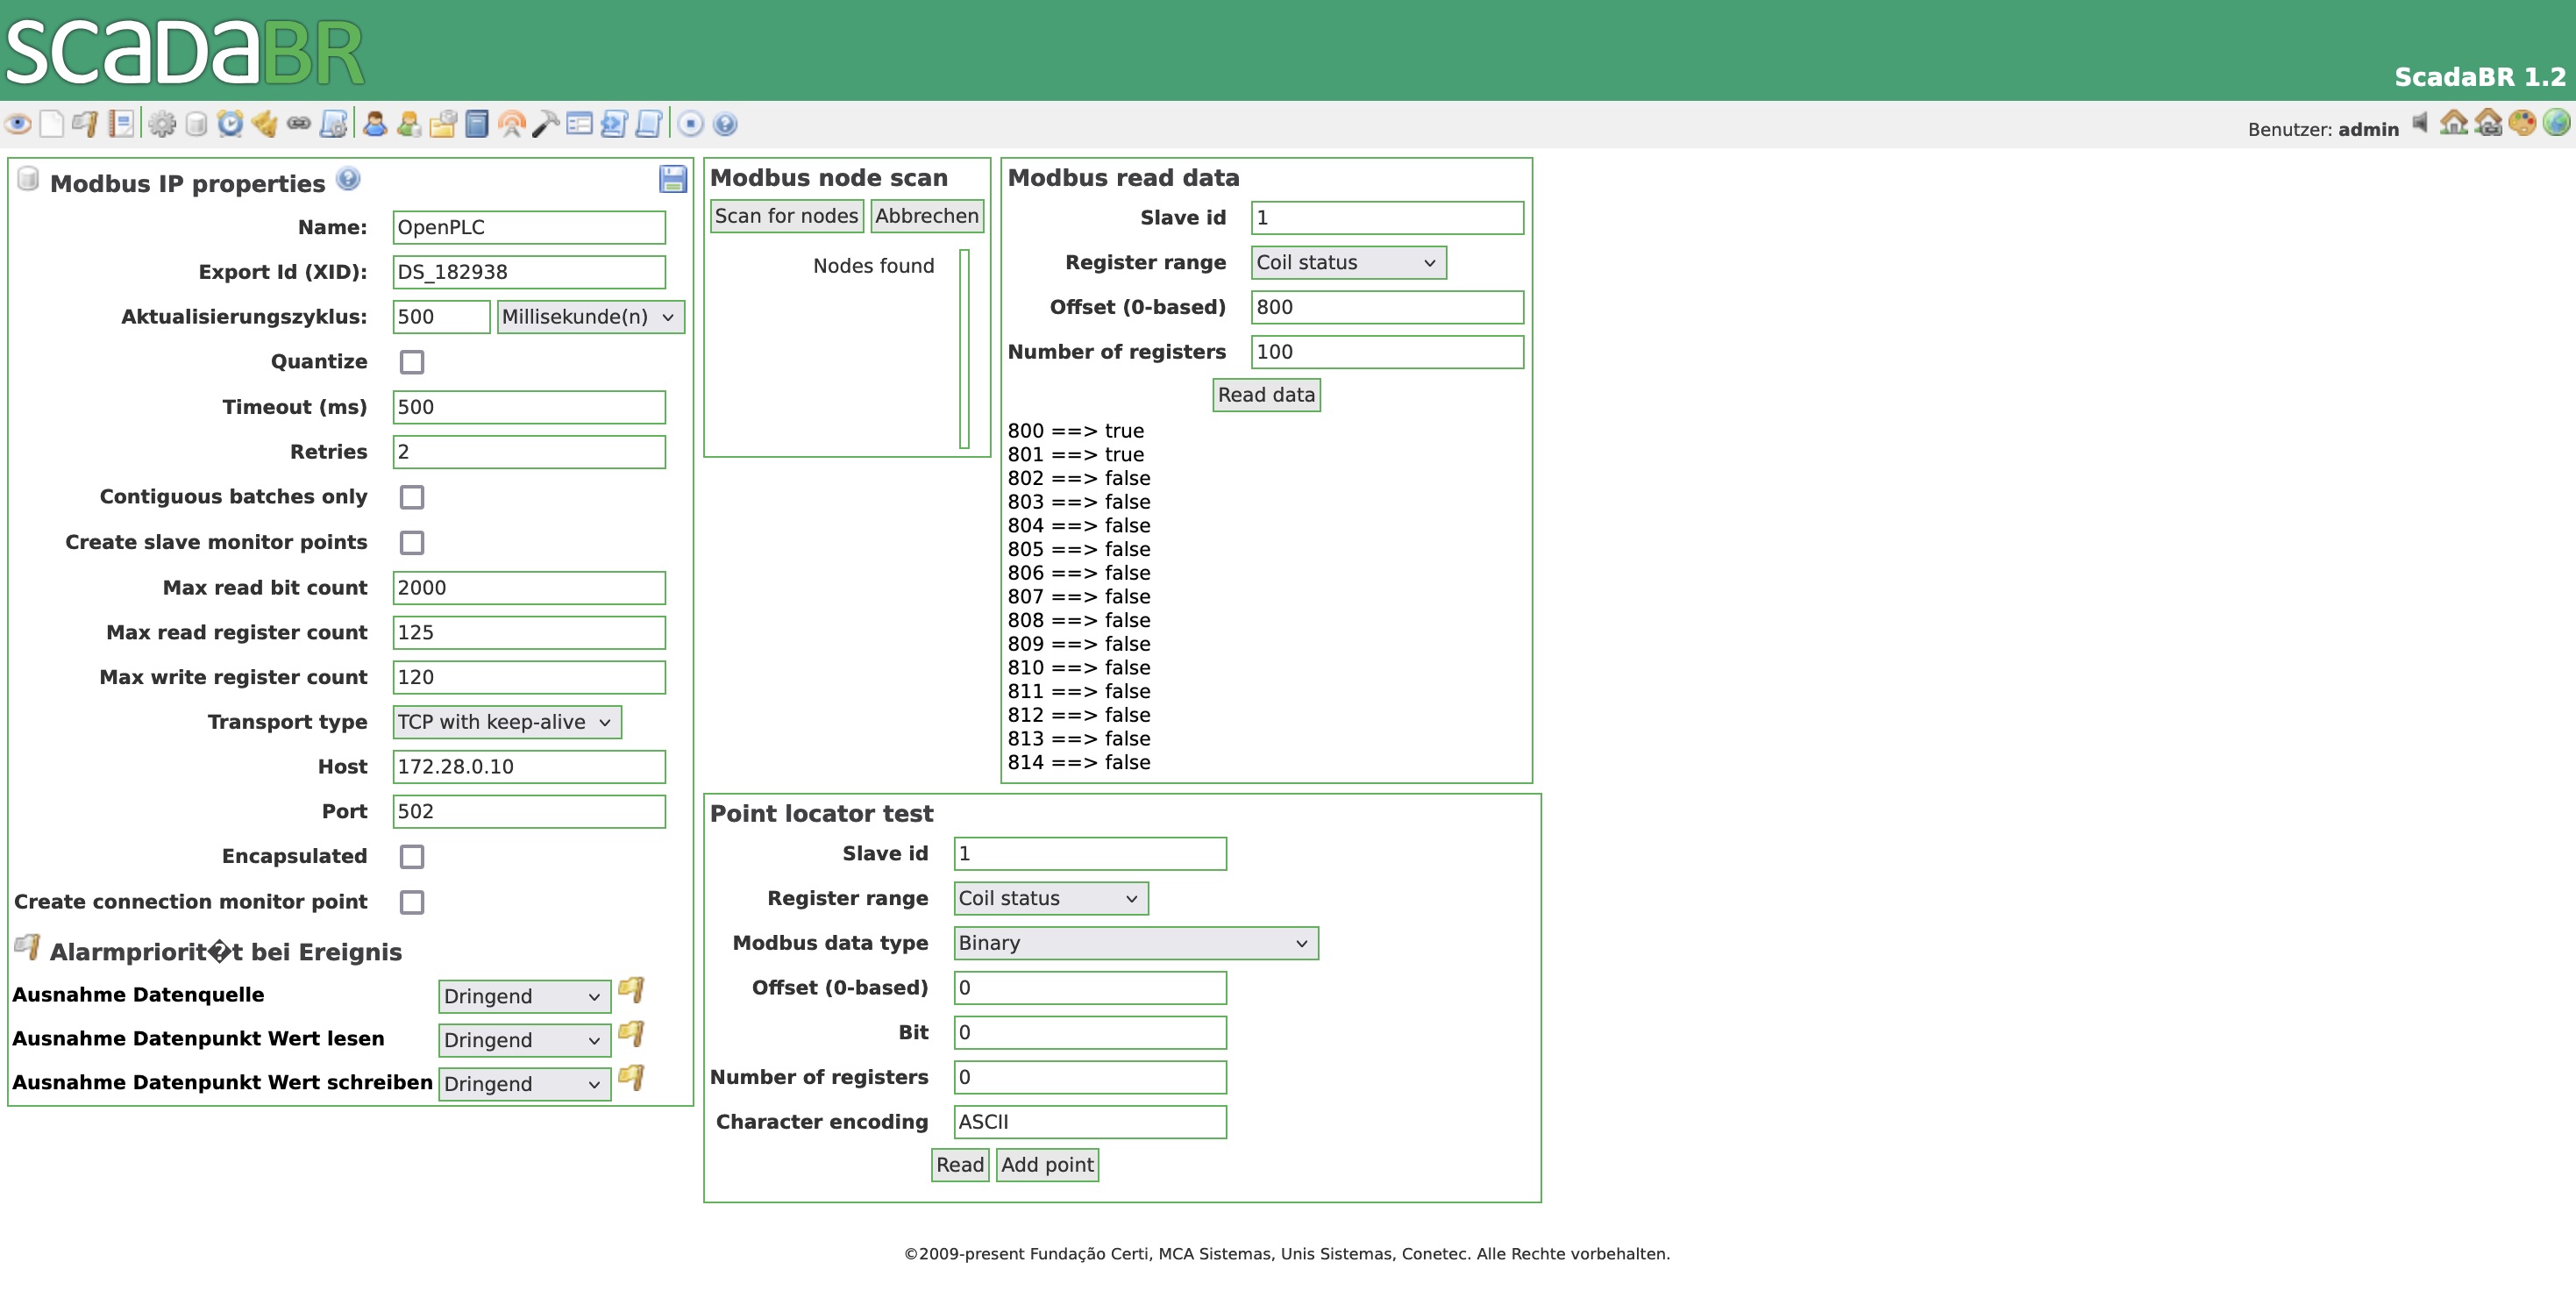 SCADABR
ScadaBR 1.2
Benutzer: admin
Modbus IP properties
Name: OpenPLC
Export Id (XID): DS_182938
Aktualisierungszyklus: 500 Millisekunde(n)
Quantize
Timeout (ms) 500
Retries 2
Contiguous batches only
Create slave monitor points
Max read bit count 2000
Max read register count 125
Max write register count 120
Transport type TCP with keep-alive
Host 172.28.0.10
Port 502
Encapsulated
Create connection monitor point
Alarmpriorit�t bei Ereignis
Ausnahme Datenquelle Dringend
Ausnahme Datenpunkt Wert lesen Dringend
Ausnahme Datenpunkt Wert schreiben Dringend
Modbus node scan
Scan for nodes Abbrechen
Nodes found
Modbus read data
Slave id 1
Register range Coil status
Offset (0-based) 800
Number of registers 100
Read data
800 ==> true
801 ==> true
802 ==> false
803 ==> false
804 ==> false
805 ==> false
806 ==> false
807 ==> false
808 ==> false
809 ==> false
810 ==> false
811 ==> false
812 ==> false
813 ==> false
814 ==> false
Point locator test
Slave id 1
Register range Coil status
Modbus data type Binary
Offset (0-based) 0
Bit 0
Number of registers 0
Character encoding ASCII
Read Add point
©2009-present Fundação Certi, MCA Sistemas, Unis Sistemas, Conetec. Alle Rechte vorbehalten.